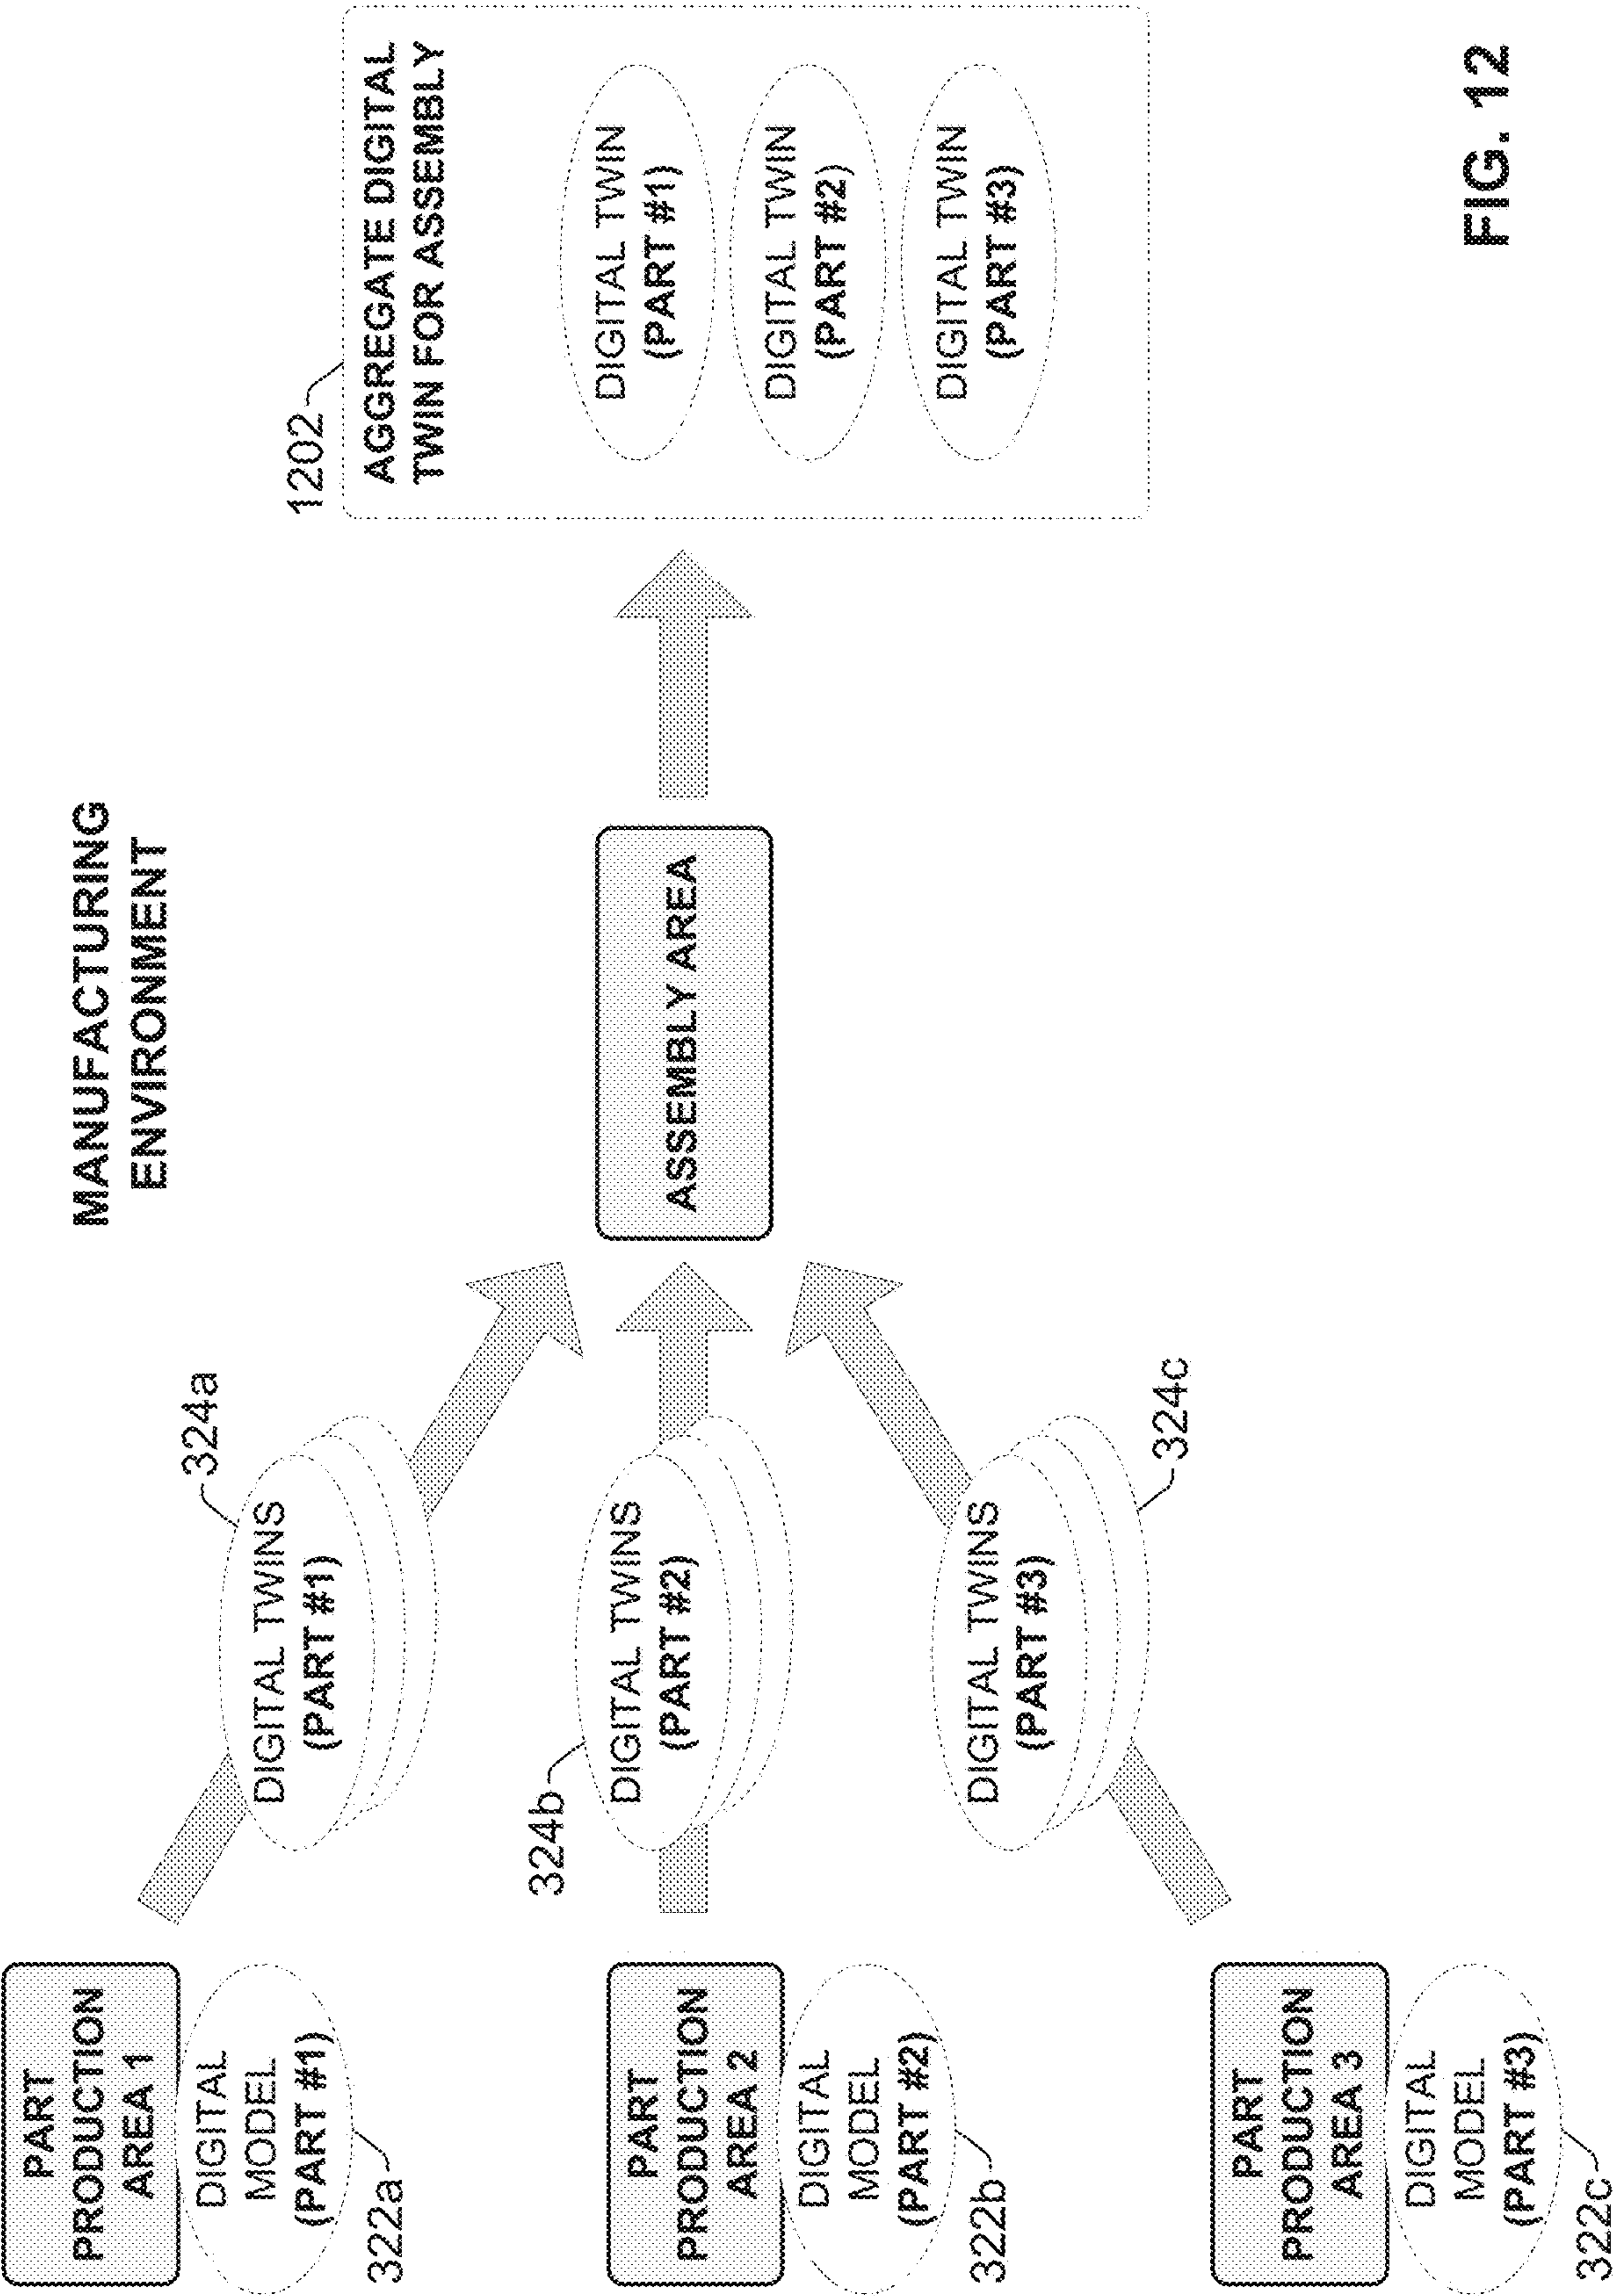 MANUFACTURING
ENVIRONMENT
PART
PRODUCTION
AREA 1
DIGITAL
MODEL
(PART #1)
322a
324a
DIGITAL TWINS
(PART #1)
PART
PRODUCTION
AREA 2
DIGITAL
MODEL
(PART #2)
322b
324b
DIGITAL TWINS
(PART #2)
PART
PRODUCTION
AREA 3
DIGITAL
MODEL
(PART #3)
322c
DIGITAL TWINS
(PART #3)
324c
ASSEMBLY AREA
1202
AGGREGATE DIGITAL
TWIN FOR ASSEMBLY
DIGITAL TWIN
(PART #1)
DIGITAL TWIN
(PART #2)
DIGITAL TWIN
(PART #3)
FIG. 12